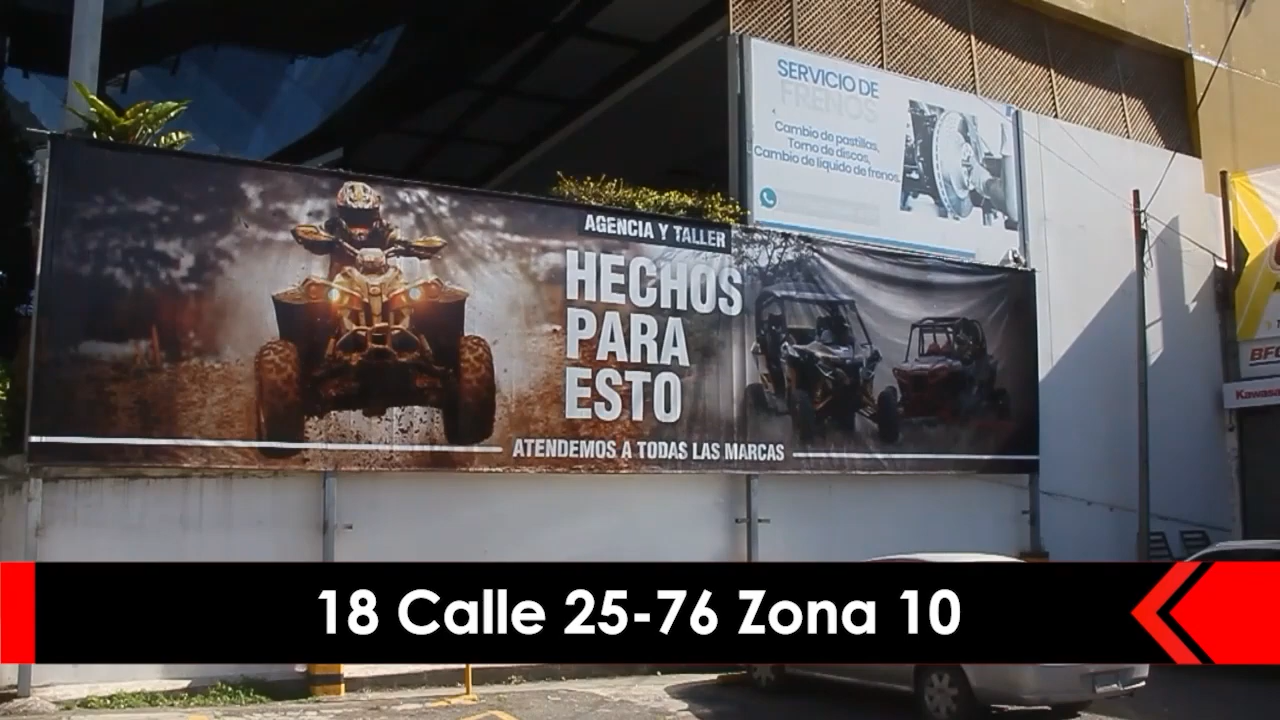 SERVICIO DE
FRENOS
Cambio de pastillas,
Torno de discos,
Cambio de liquido de frenos.
AGENCIA Y TALLER
HECHOS
PARA
ESTO
ATENDEMOS A TODAS LAS MARCAS
18 Calle 25-76 Zona 10